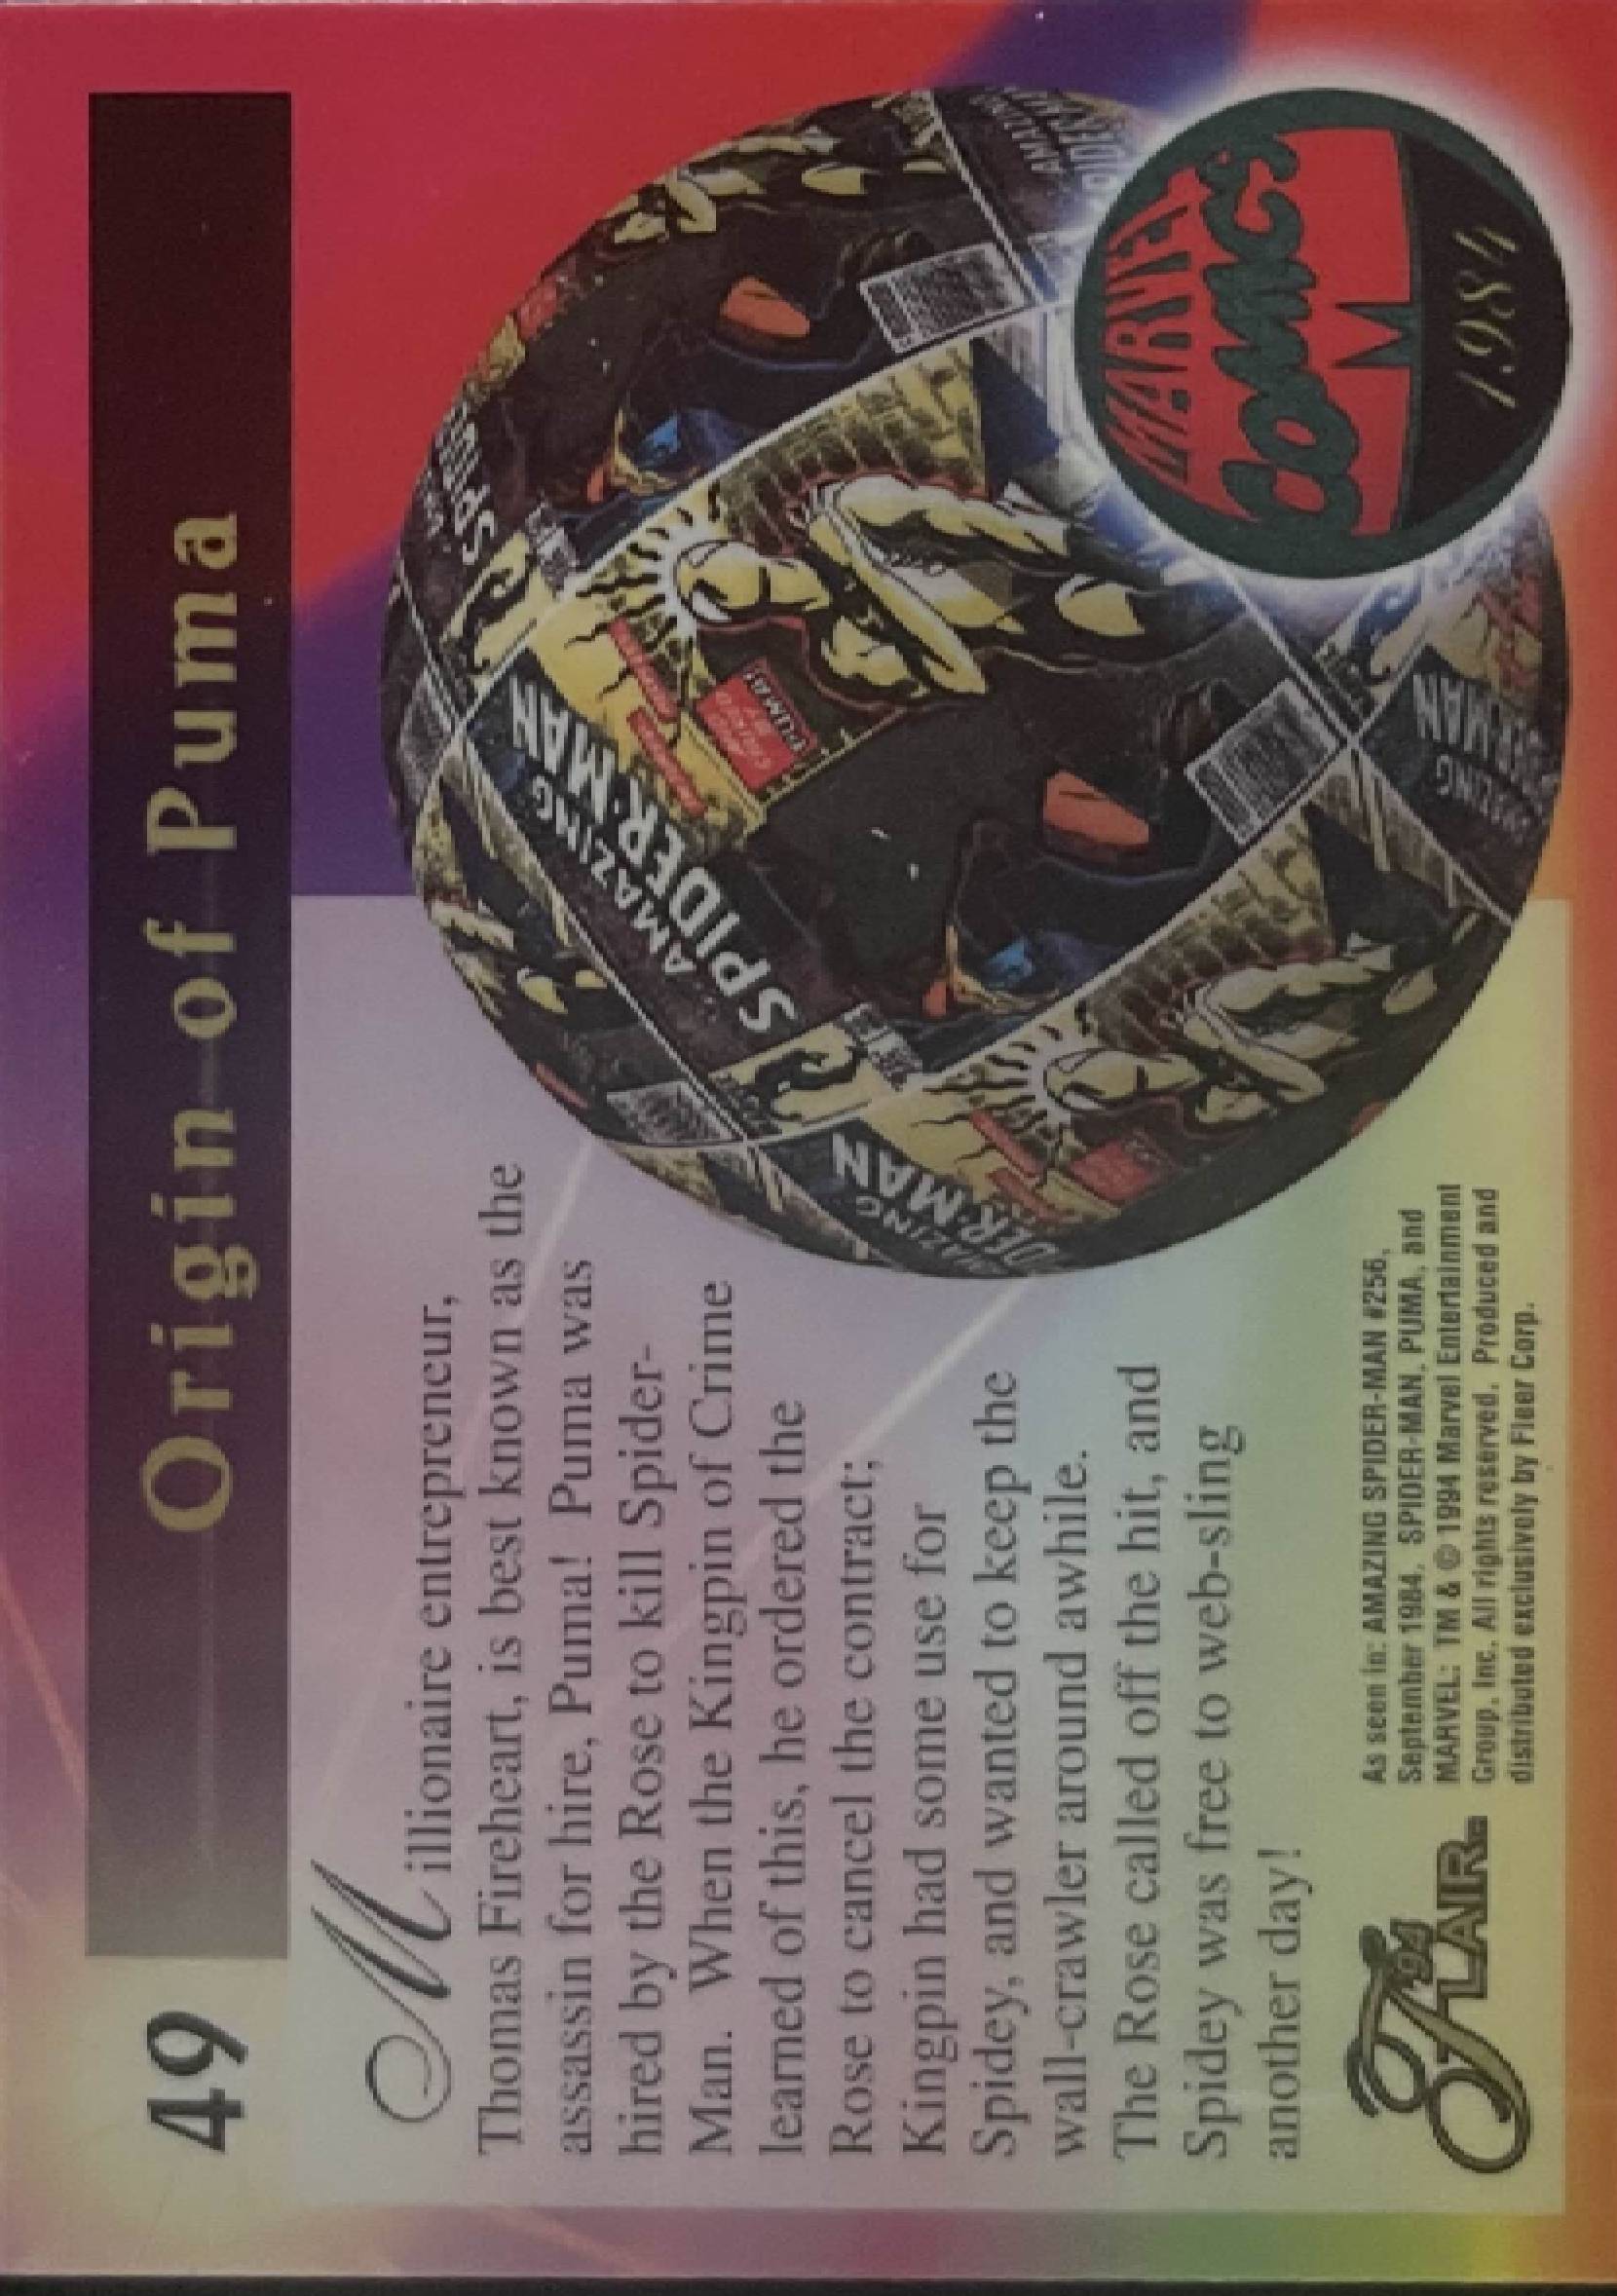 49
Origin of Puma
Millionaire entrepreneur,
Thomas Fireheart, is best known as the
assassin for hire, Puma!  Puma was
hired by the Rose to kill Spider-
Man.  When the Kingpin of Crime
learned of this, he ordered the
Rose to cancel the contract;
Kingpin had some use for
Spidey, and wanted to keep the
wall-crawler around awhile.
The Rose called off the hit, and
Spidey was free to web-sling
another day!
AMAZING
SPIDER-MAN
PUMA!
AMAZING
MARVEL
COMICS
M
1984
'94
FLAIR
As seen in: AMAZING SPIDER-MAN #256,
September 1984.  SPIDER-MAN, PUMA, and
MARVEL:  TM & © 1994 Marvel Entertainment
Group, Inc. All rights reserved.  Produced and
distributed exclusively by Fleer Corp.